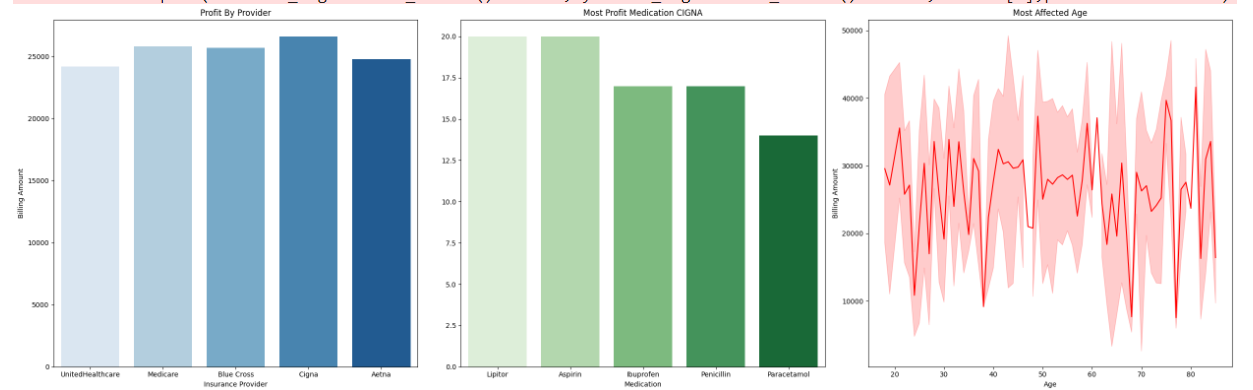 Profit By Provider
Billing Amount
25000
20000
15000
10000
5000
0
UnitedHealthcare Medicare Blue Cross Cigna Aetna
Insurance Provider
Most Profit Medication CIGNA
20.0
17.5
15.0
12.5
10.0
7.5
5.0
2.5
0.0
Lipitor Aspirin Ibuprofen Penicillin Paracetamol
Medication
Most Affected Age
Billing Amount
50000
40000
30000
20000
10000
20 30 40 50 60 70 80
Age